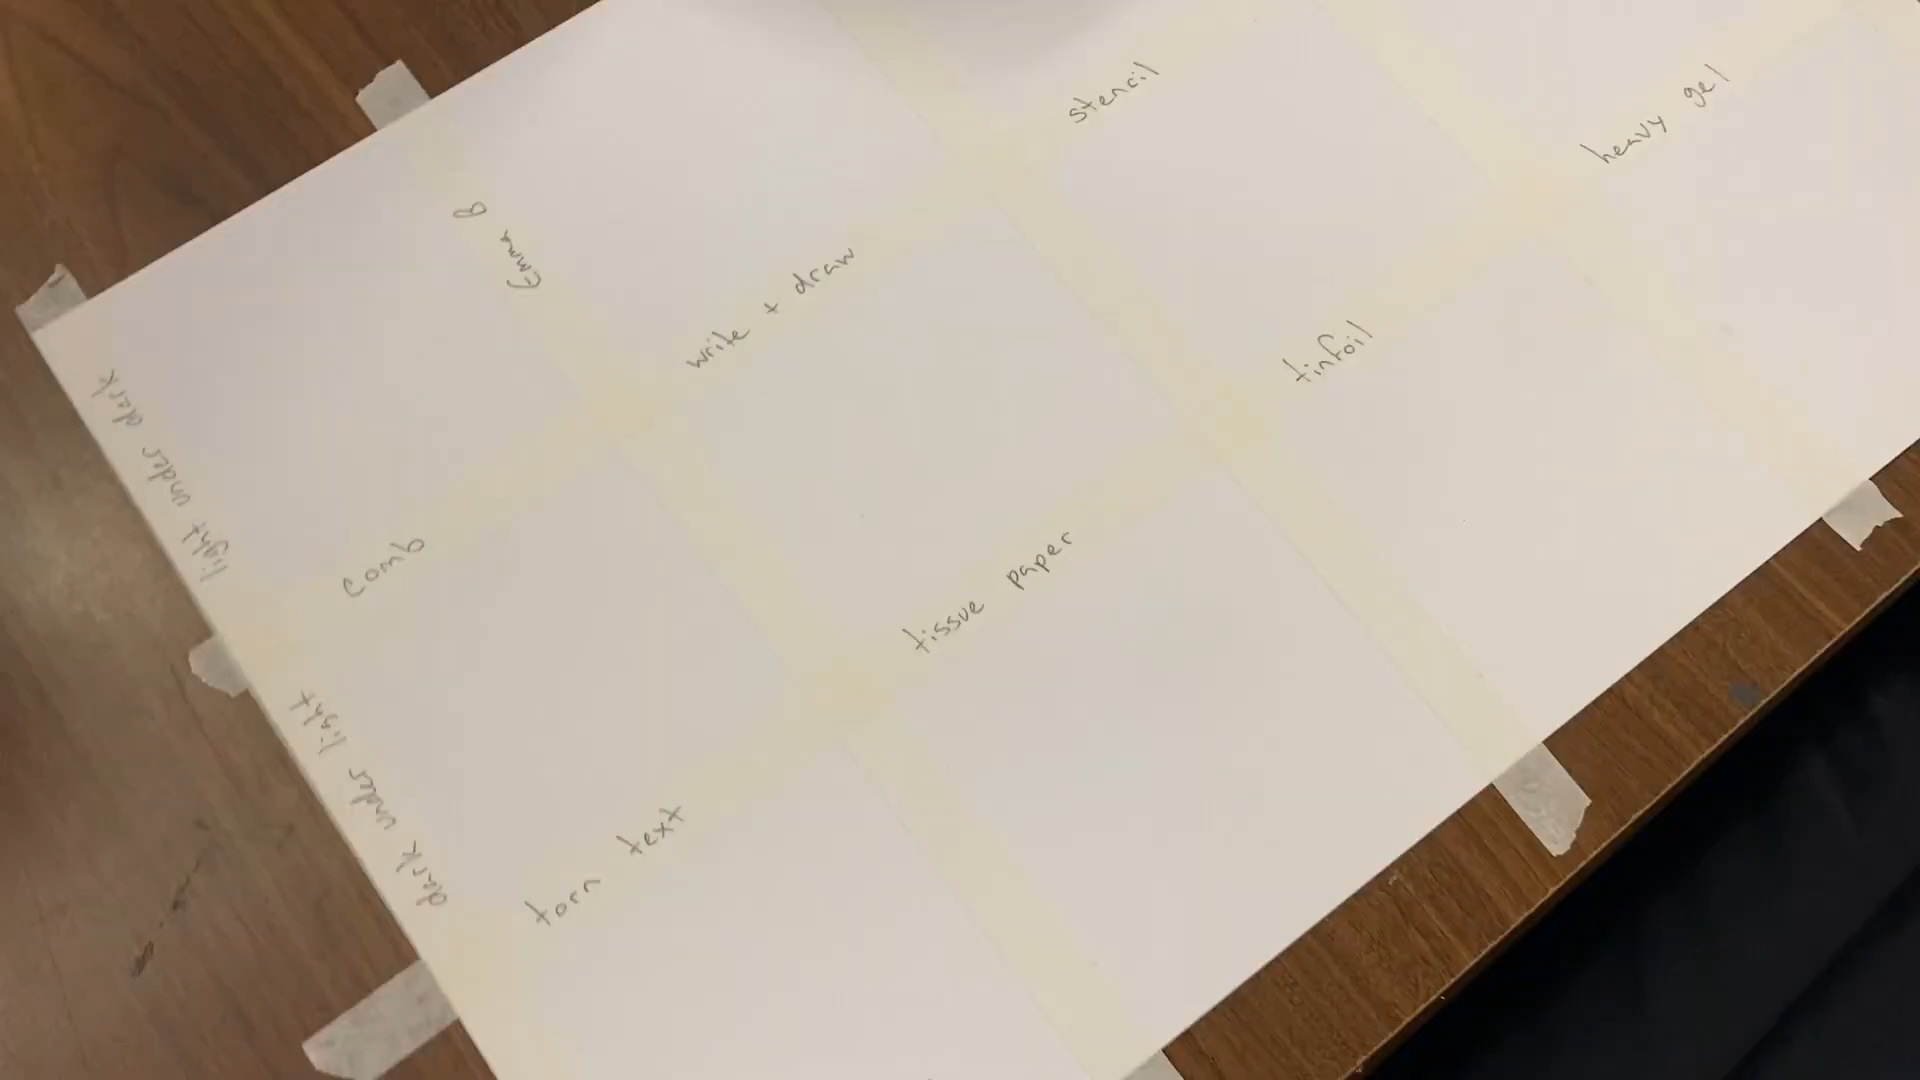 Emma B
light under dark
dark under light
comb
write + draw
stencil
torn text
tissue paper
tinfoil
heavy gel